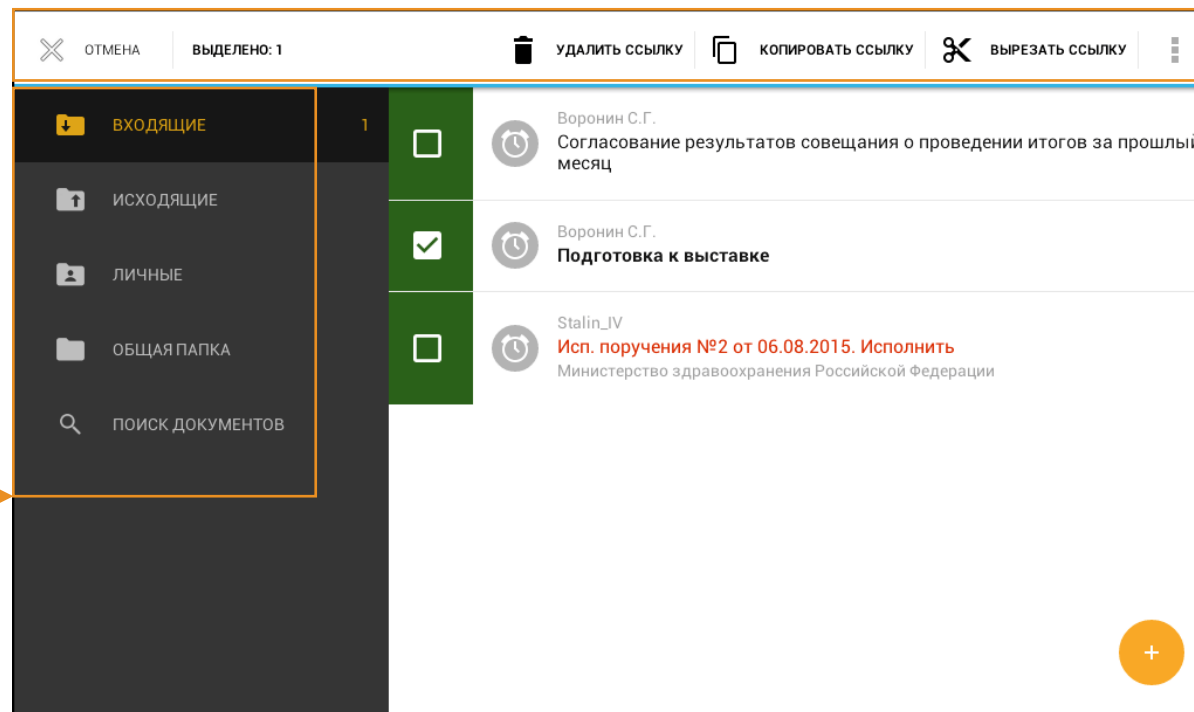 ОТМЕНА ВЫДЕЛЕНО: 1 УДАЛИТЬ ССЫЛКУ КОПИРОВАТЬ ССЫЛКУ ВЫРЕЗАТЬ ССЫЛКУ
ВХОДЯЩИЕ 1
ИСХОДЯЩИЕ
ЛИЧНЫЕ
ОБЩАЯ ПАПКА
ПОИСК ДОКУМЕНТОВ
Воронин С.Г.
Согласование результатов совещания о проведении итогов за прошлый
месяц
Воронин С.Г.
Подготовка к выставке
Stalin_IV
Исп. поручения №2 от 06.08.2015. Исполнить
Министерство здравоохранения Российской Федерации
+